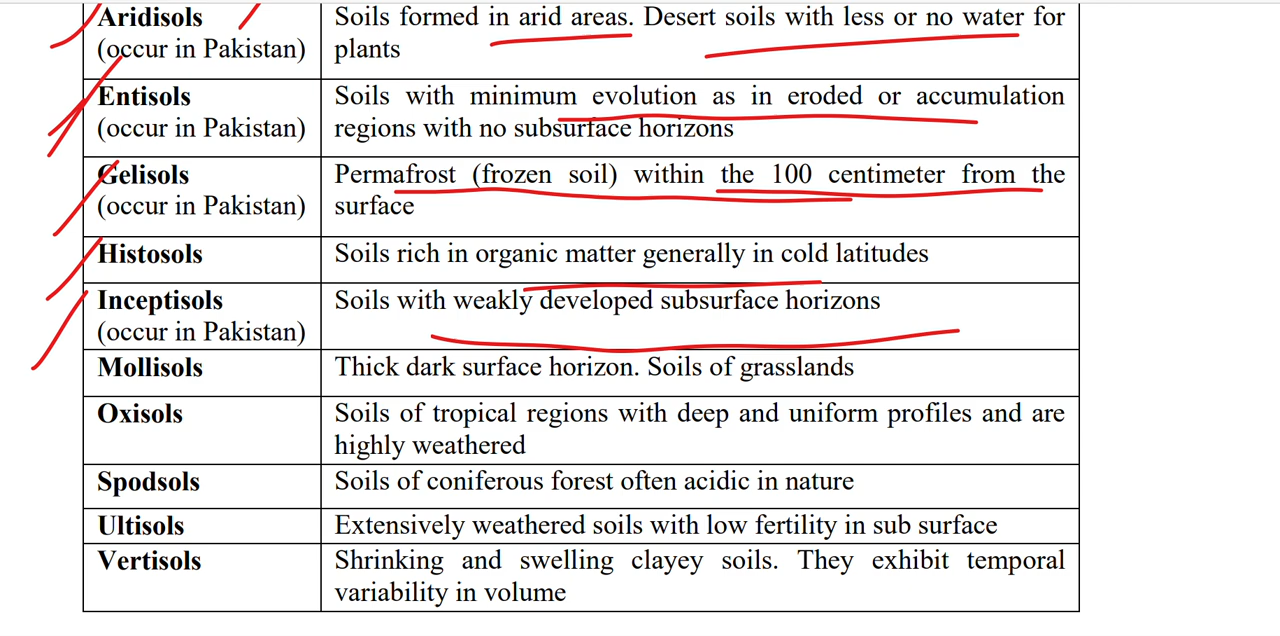 Aridisols
(occur in Pakistan)
Soils formed in arid areas. Desert soils with less or no water for
plants
Entisols
(occur in Pakistan)
Soils with minimum evolution as in eroded or accumulation
regions with no subsurface horizons
Gelisols
(occur in Pakistan)
Permafrost (frozen soil) within the 100 centimeter from the
surface
Histosols
Soils rich in organic matter generally in cold latitudes
Inceptisols
(occur in Pakistan)
Soils with weakly developed subsurface horizons
Mollisols
Thick dark surface horizon. Soils of grasslands
Oxisols
Soils of tropical regions with deep and uniform profiles and are
highly weathered
Spodsols
Soils of coniferous forest often acidic in nature
Ultisols
Extensively weathered soils with low fertility in sub surface
Vertisols
Shrinking and swelling clayey soils. They exhibit temporal
variability in volume